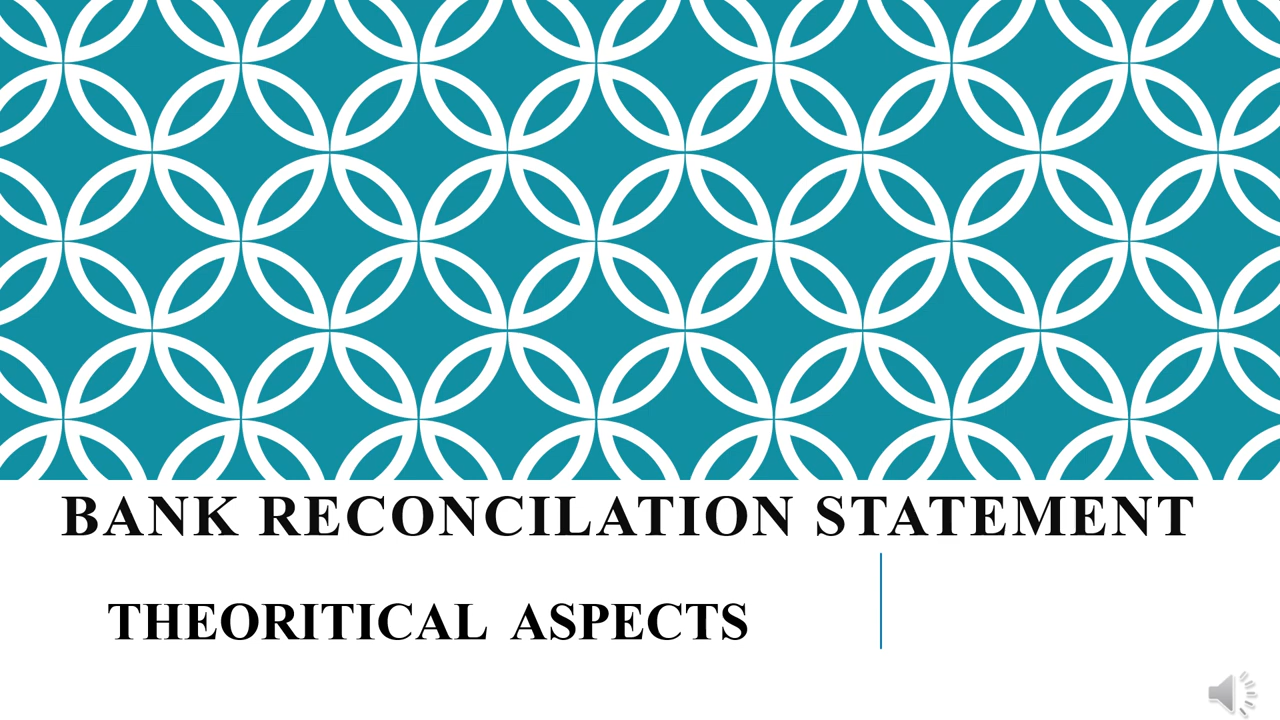 BANK RECONCILATION STATEMENT
THEORITICAL ASPECTS